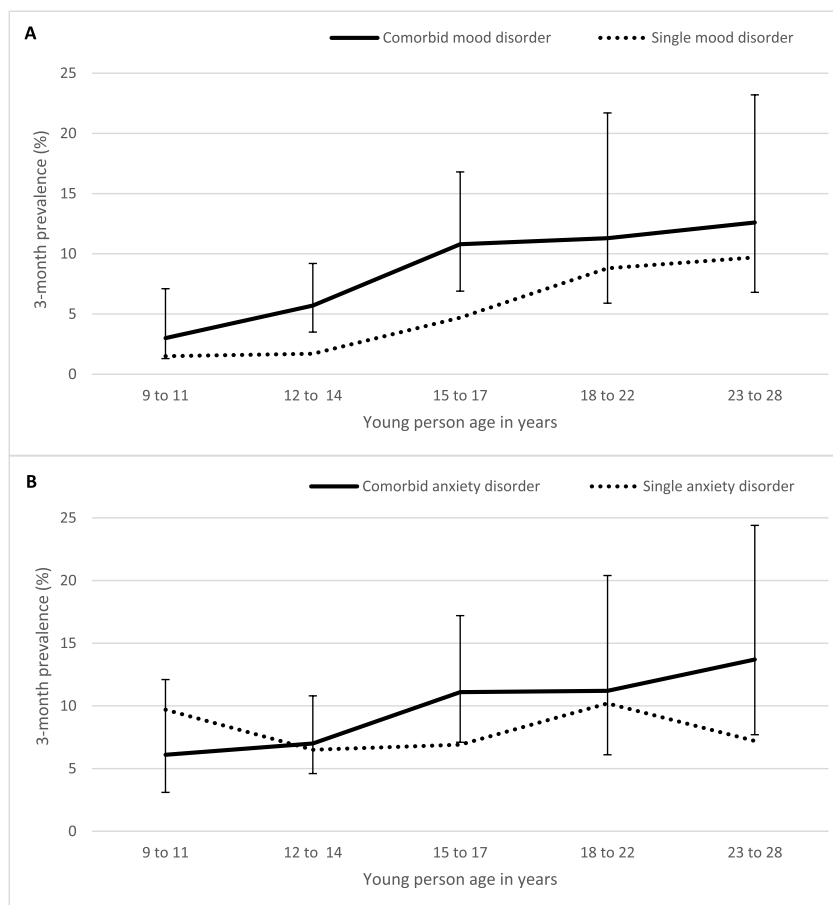 A
Comorbid mood disorder Single mood disorder
25
20
15
10
5
0
3-month prevalence (%)
9 to 11 12 to 14 15 to 17 18 to 22 23 to 28
Young person age in years
B
Comorbid anxiety disorder Single anxiety disorder
25
20
15
10
5
0
3-month prevalence (%)
9 to 11 12 to 14 15 to 17 18 to 22 23 to 28
Young person age in years